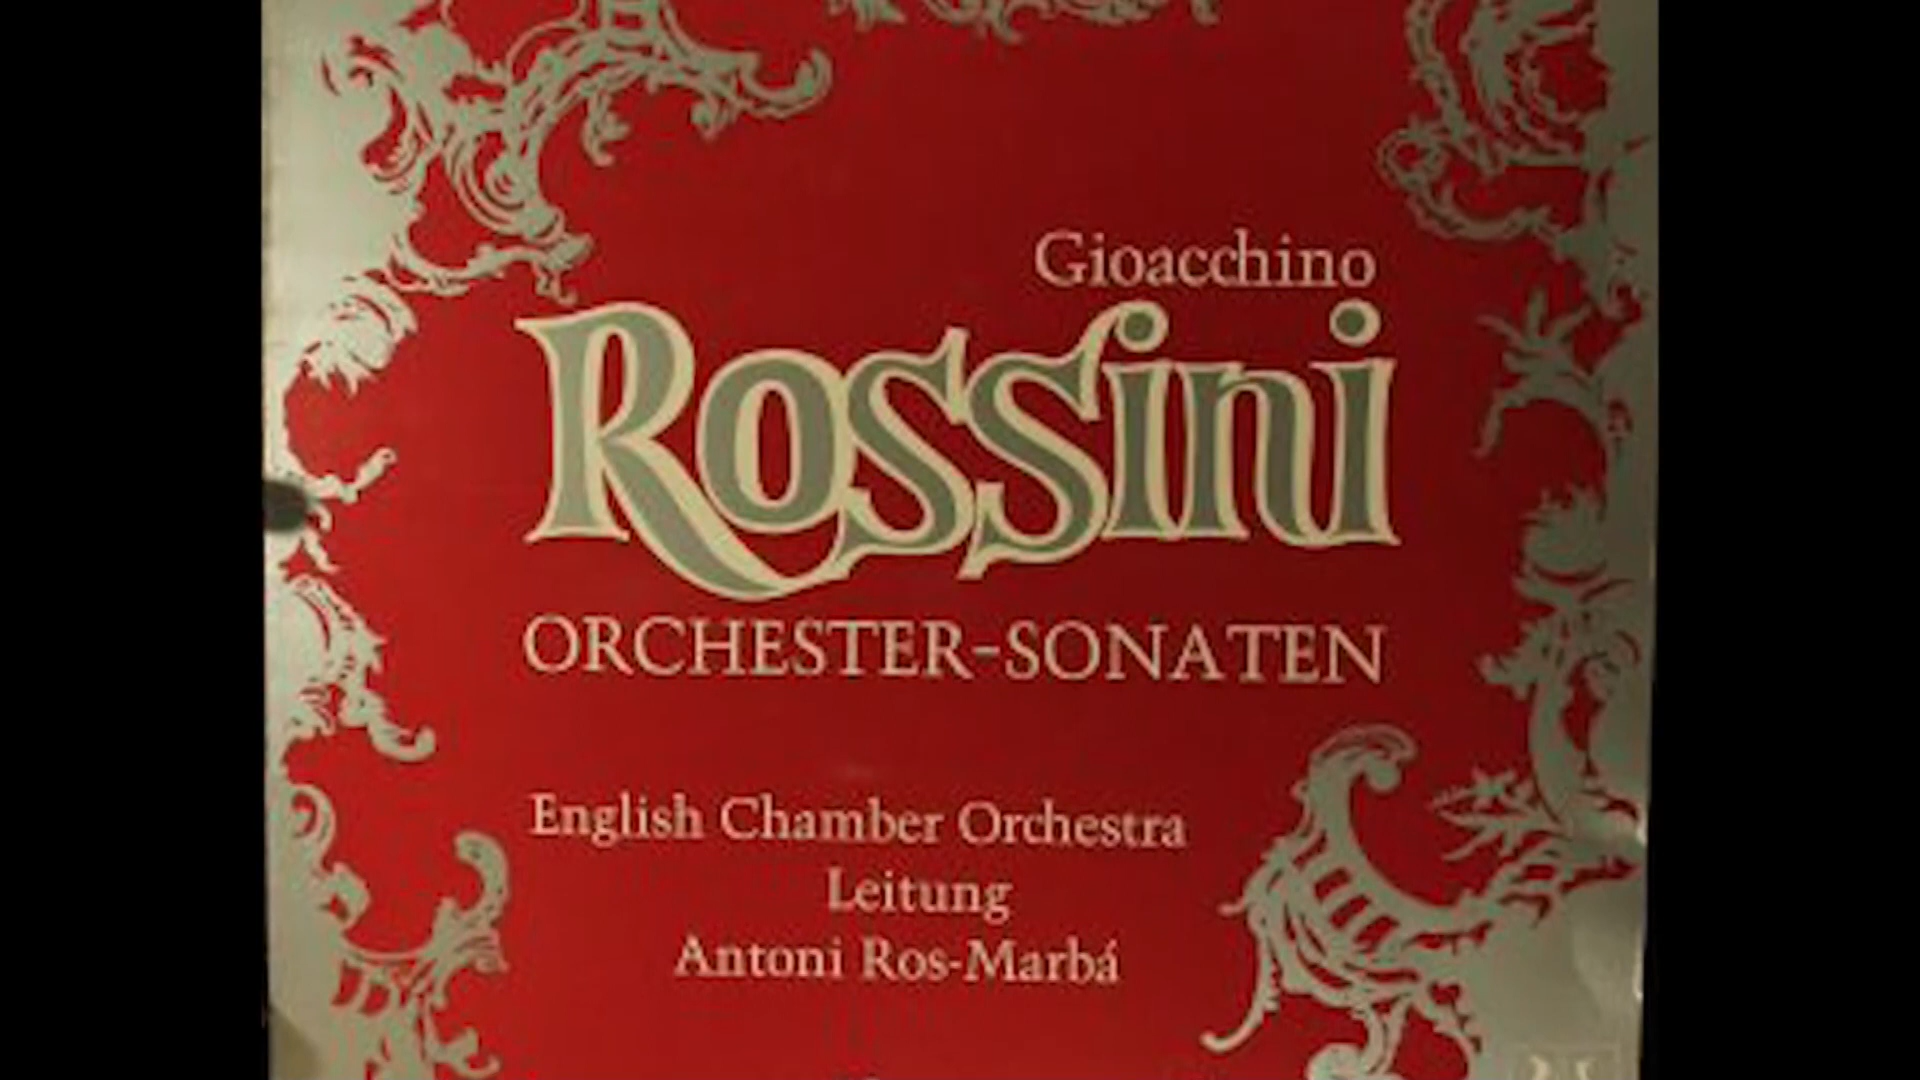 Gioacchino
Rossini
ORCHESTER-SONATEN
English Chamber Orchestra
Leitung
Antoni Ros-Marbá